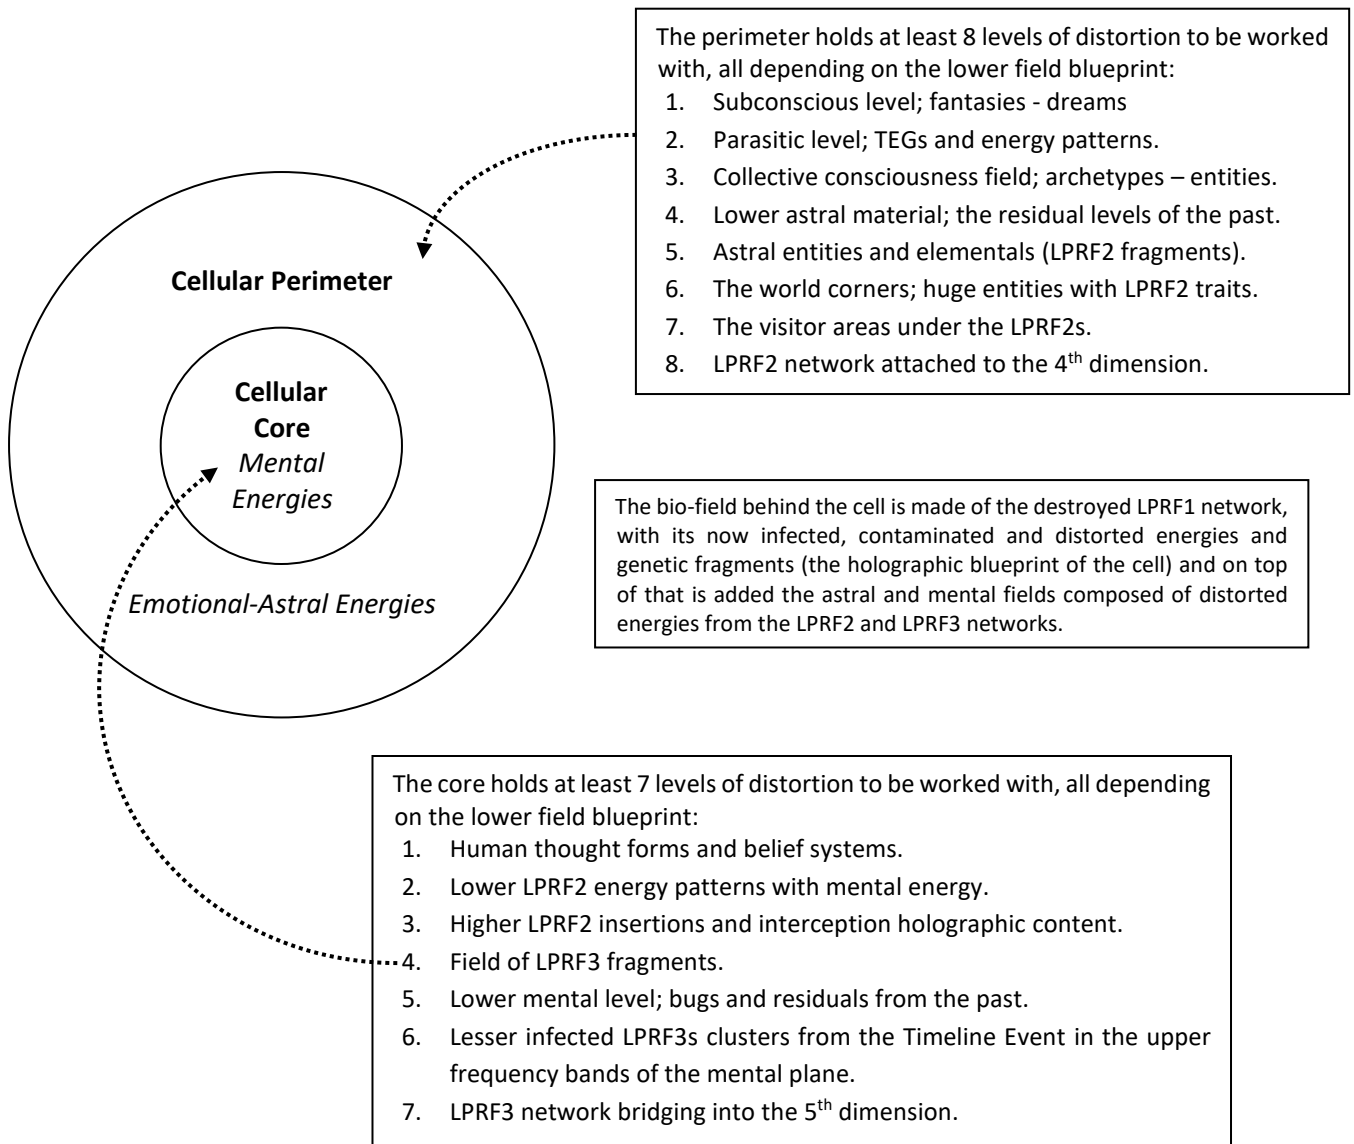 The perimeter holds at least 8 levels of distortion to be worked
with, all depending on the lower field blueprint:
1. Subconscious level; fantasies - dreams
2. Parasitic level; TEGs and energy patterns.
3. Collective consciousness field; archetypes – entities.
4. Lower astral material; the residual levels of the past.
5. Astral entities and elementals (LPRF2 fragments).
6. The world corners; huge entities with LPRF2 traits.
7. The visitor areas under the LPRF2s.
8. LPRF2 network attached to the 4th dimension.
Cellular Perimeter
Cellular
Core
Mental
Energies
Emotional-Astral Energies
The bio-field behind the cell is made of the destroyed LPRF1 network,
with its now infected, contaminated and distorted energies and
genetic fragments (the holographic blueprint of the cell) and on top
of that is added the astral and mental fields composed of distorted
energies from the LPRF2 and LPRF3 networks.
The core holds at least 7 levels of distortion to be worked with, all depending
on the lower field blueprint:
1. Human thought forms and belief systems.
2. Lower LPRF2 energy patterns with mental energy.
3. Higher LPRF2 insertions and interception holographic content.
4. Field of LPRF3 fragments.
5. Lower mental level; bugs and residuals from the past.
6. Lesser infected LPRF3s clusters from the Timeline Event in the upper
frequency bands of the mental plane.
7. LPRF3 network bridging into the 5th dimension.